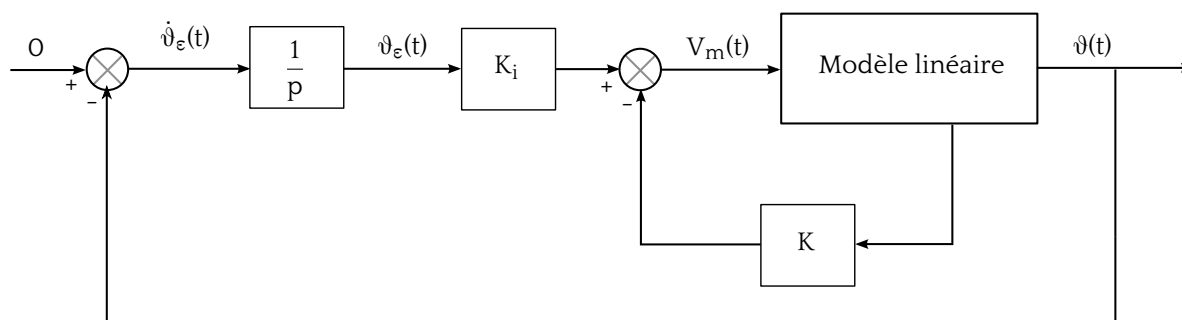 0
+
−
ϑ̇ε(t)
1
p
ϑε(t)
Ki
+
−
Vm(t)
Modèle linéaire
ϑ(t)
K